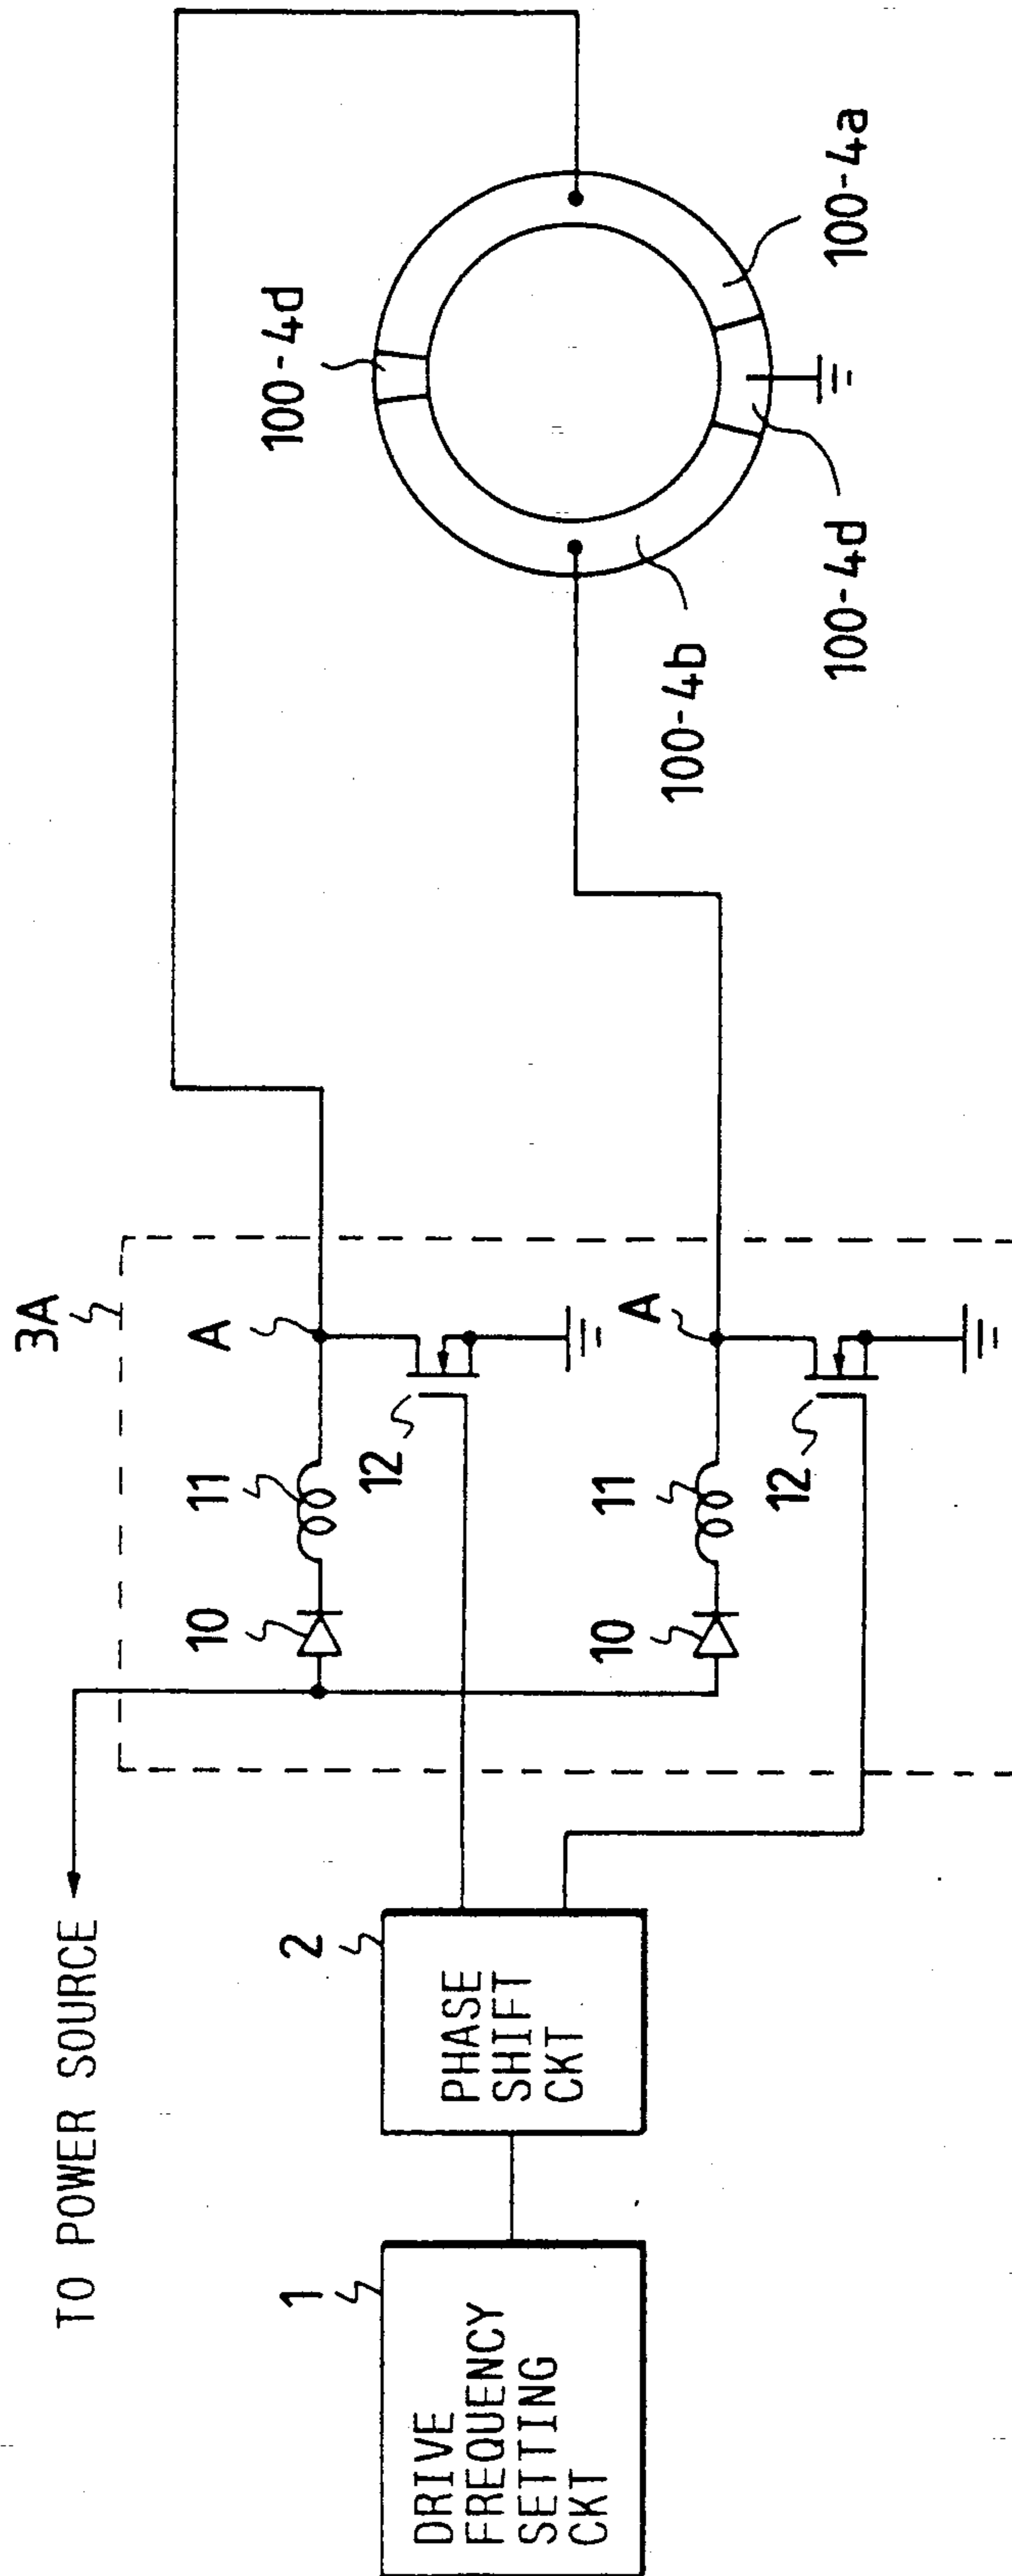 TO POWER SOURCE
3A
1
DRIVE
FREQUENCY
SETTING
CKT
2
PHASE
SHIFT
CKT
10
11
A
12
10
11
A
12
100-4d
100-4b
100-4a
100-4d